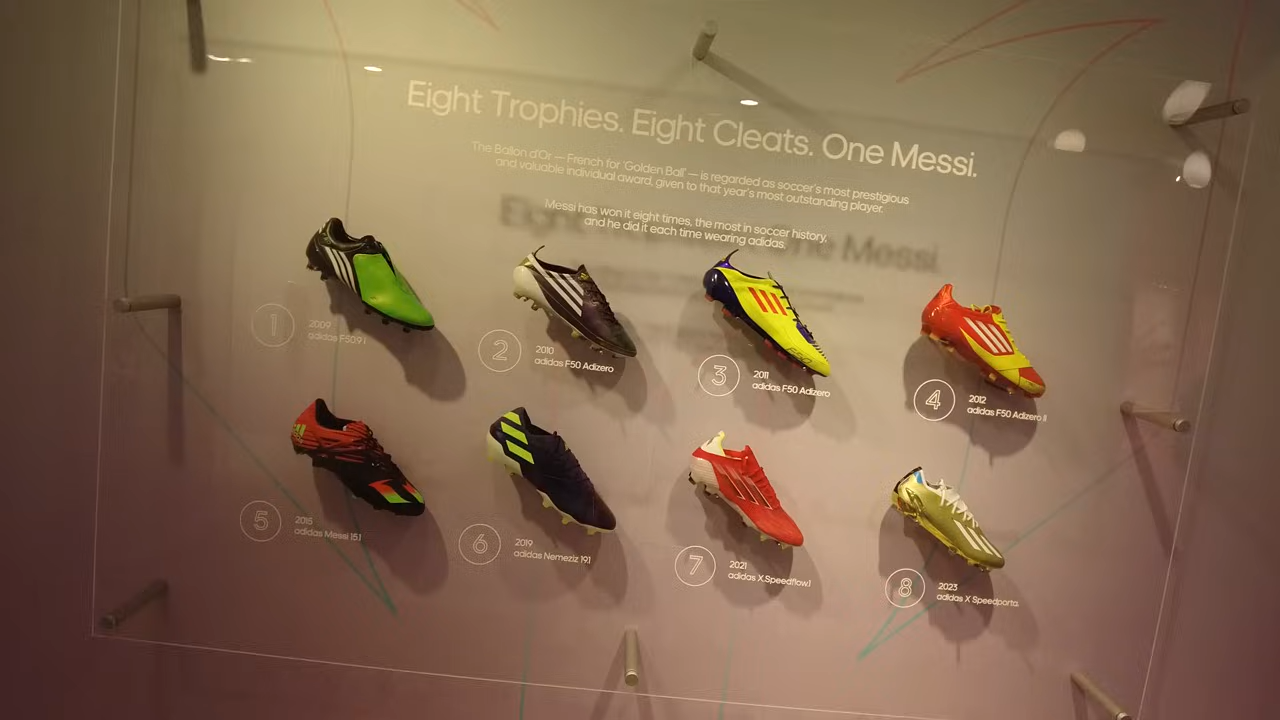 Eight Trophies. Eight Cleats. One Messi.
The Ballon d'Or — French for 'Golden Ball' — is regarded as soccer's most prestigious
and valuable individual award, given to that year's most outstanding player.
Messi has won it eight times, the most in soccer history,
and he did it each time wearing adidas.
1
2009
adidas F50.9 I
2
2010
adidas F50 Adizero
3
2011
adidas F50 Adizero
4
2012
adidas F50 Adizero II
5
2015
adidas Messi 15.1
6
2019
adidas Nemeziz 19.1
7
2021
adidas X Speedflow.1
8
2023
adidas X Speedporta.